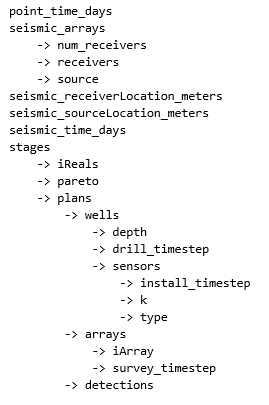 point_time_days
seismic_arrays
-> num_receivers
-> receivers
-> source
seismic_receiverLocation_meters
seismic_sourceLocation_meters
seismic_time_days
stages
-> iReals
-> pareto
-> plans
-> wells
-> depth
-> drill_timestep
-> sensors
-> install_timestep
-> k
-> type
-> arrays
-> iArray
-> survey_timestep
-> detections